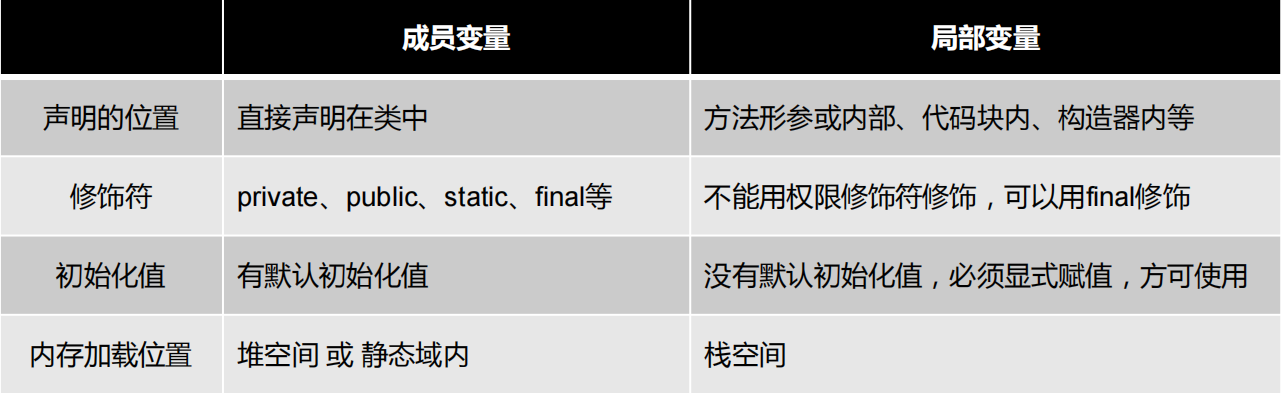 成员变量 局部变量
声明的位置 直接声明在类中 方法形参或内部、代码块内、构造器内等
修饰符 private、public、static、final等 不能用权限修饰符修饰，可以用final修饰
初始化值 有默认初始化值 没有默认初始化值，必须显式赋值，方可使用
内存加载位置 堆空间 或 静态域内 栈空间